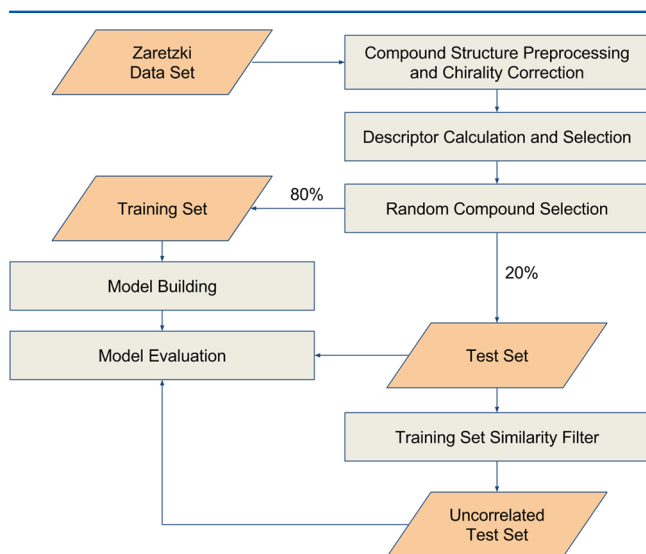 Zaretzki
Data Set
Compound Structure Preprocessing
and Chirality Correction
Descriptor Calculation and Selection
Training Set
80%
Random Compound Selection
20%
Model Building
Model Evaluation
Test Set
Training Set Similarity Filter
Uncorrelated
Test Set